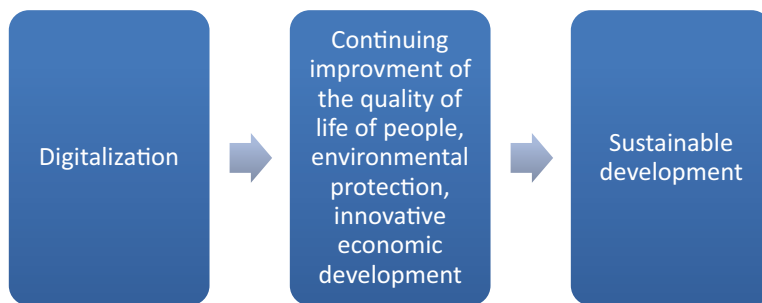 Digitalization
Continuing
improvment of
the quality of
life of people,
environmental
protection,
innovative
economic
development
Sustainable
development